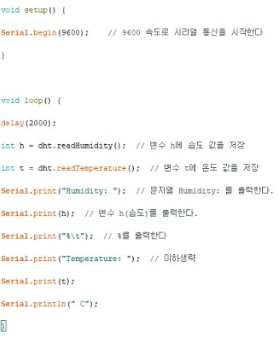 void setup() {
Serial.begin(9600);    // 9600 속도로 시리얼 통신을 시작한다
}
void loop() {
delay(2000);
int h = dht.readHumidity();  // 변수 h에 습도 값을 저장
int t = dht.reedTemperature();  // 변수 t에 온도 값을 저장
Serial.print("Humidity: ");  // 문자열 Humidity: 를 출력한다.
Serial.print(h);  // 변수 h(습도)를 출력한다.
Serial.print("%\t");  // %를 출력한다
Serial.print("Temperature: ");  // 이하생략
Serial.print(t);
Serial.println(" C");
}